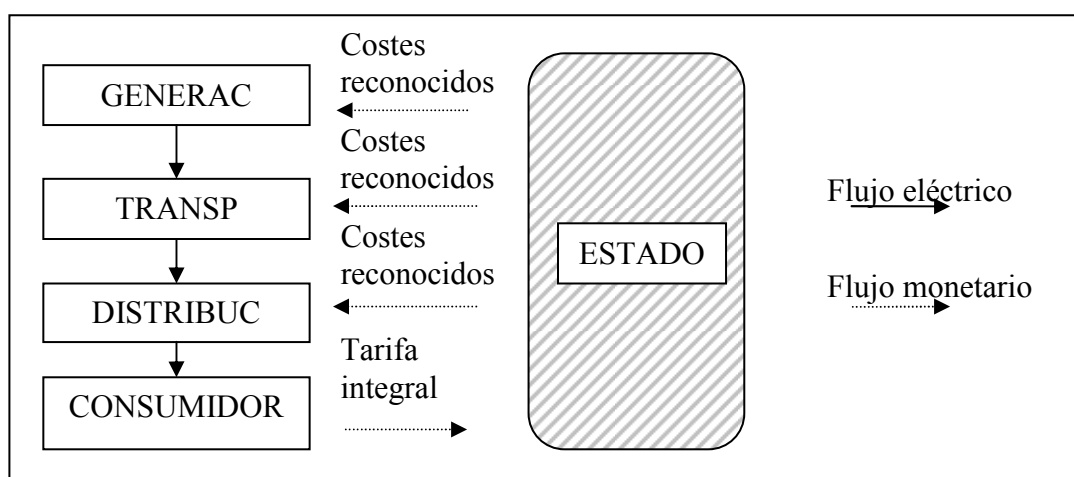 GENERAC
Costes
reconocidos
TRANSP
Costes
reconocidos
DISTRIBUC
Costes
reconocidos
CONSUMIDOR
Tarifa
integral
ESTADO
Flujo eléctrico
Flujo monetario